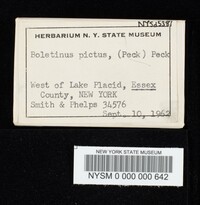 NYSd5387
HERBARIUM N. Y. STATE MUSEUM
Boletinus pictus, (Peck) Peck
West of Lake Placid, Essex
County, NEW YORK
Smith & Phelps 34576
Sept. 10, 1962
NEW YORK STATE MUSEUM
NYSM 0 000 000 642